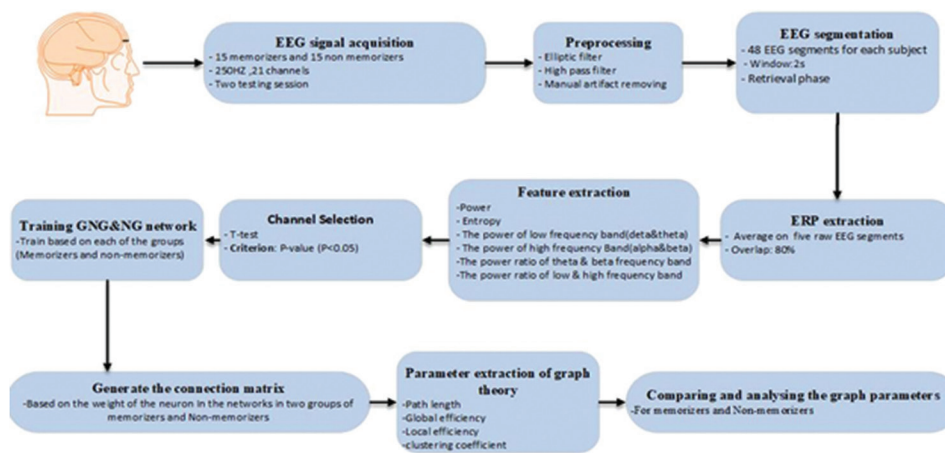 EEG signal acquisition
- 15 memorizers and 15 non memorizers
- 250HZ ,21 channels
- Two testing session
Preprocessing
- Elliptic filter
- High pass filter
- Manual artifact removing
EEG segmentation
- 48 EEG segments for each subject
- Window:2s
- Retrieval phase
ERP extraction
- Average on five raw EEG segments
- Overlap: 80%
Feature extraction
-Power
- Entropy
- The power of low frequency band(deta&theta)
- The power of high frequency Band(alpha&beta)
-The power ratio of theta & beta frequency band
-The power ratio of low & high frequency band
Channel Selection
- T-test
- Criterion: P-value (P<0.05)
Training GNG&NG network
-Train based on each of the groups
(Memorizers and non-memorizers)
Generate the connection matrix
-Based on the weight of the neuron in the networks in two groups of
memorizers and Non-memorizers
Parameter extraction of graph
theory
-Path length
-Global efficiency
-Local efficiency
-clustering coefficient
Comparing and analysing the graph parameters
-For memorizers and Non-memorizers